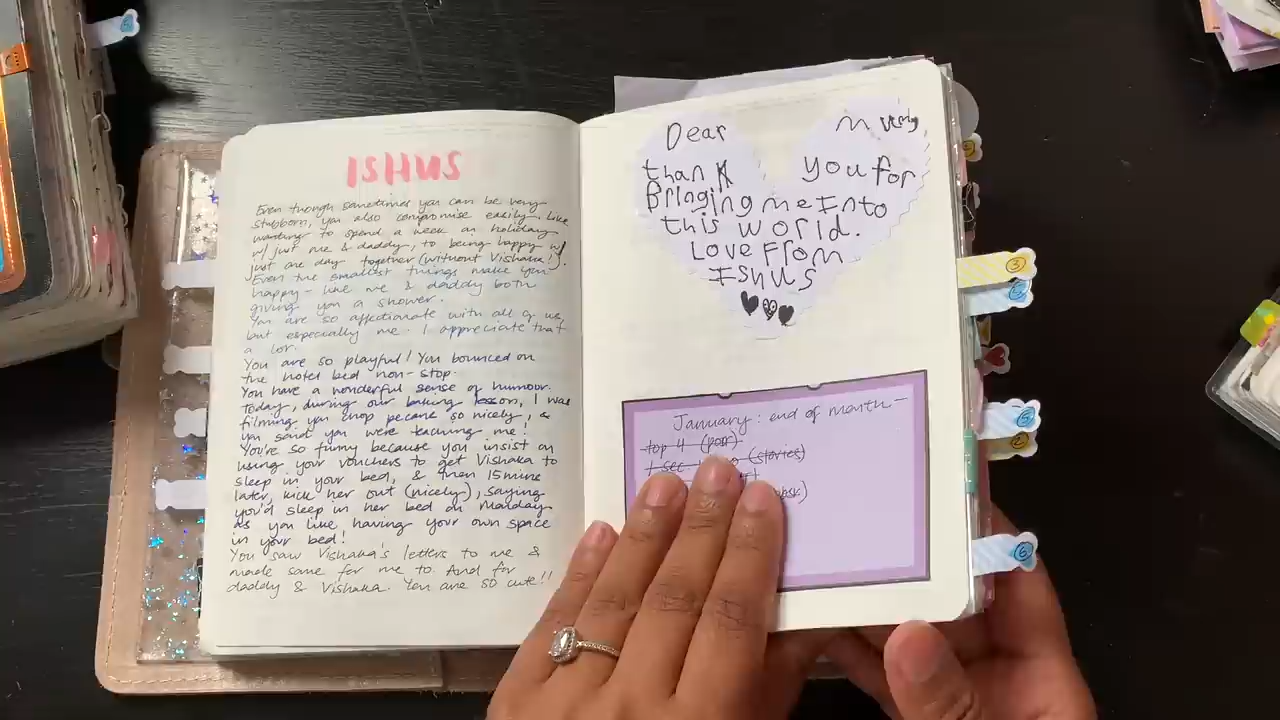 ISHUS
Even though sometimes you can be very
stubborn, you also compromise easily. Like
wanting to spend a week on holiday
w/ just me & daddy, to being happy w/
just one day together (without Vishaka!).
Even the smallest things make you
happy - like me & daddy both
giving you a shower.
You are so affectionate with all of us,
but especially me. I appreciate that
a lot.
You are so playful! You bounced on
the hotel bed non-stop.
You have a wonderful sense of humour.
Today, during our baking lesson, I was
filming you chop pecans so nicely, &
you said you were teaching me!
You're so funny because you insist on
using your vouchers to get Vishaka to
sleep in your bed, & then 15mins
later, kick her out (nicely), saying
you'd sleep in her bed on Monday
as you like having your own space
in your bed!
You saw Vishaka's letters to me &
made some for me to. And for
daddy & Vishaka. You are so cute!!
Dear
thank you for
Bringing me Into
this world.
Love From
IShUS
January: end of month -
top 4
1 sec (stories)
3
5
5
2
6